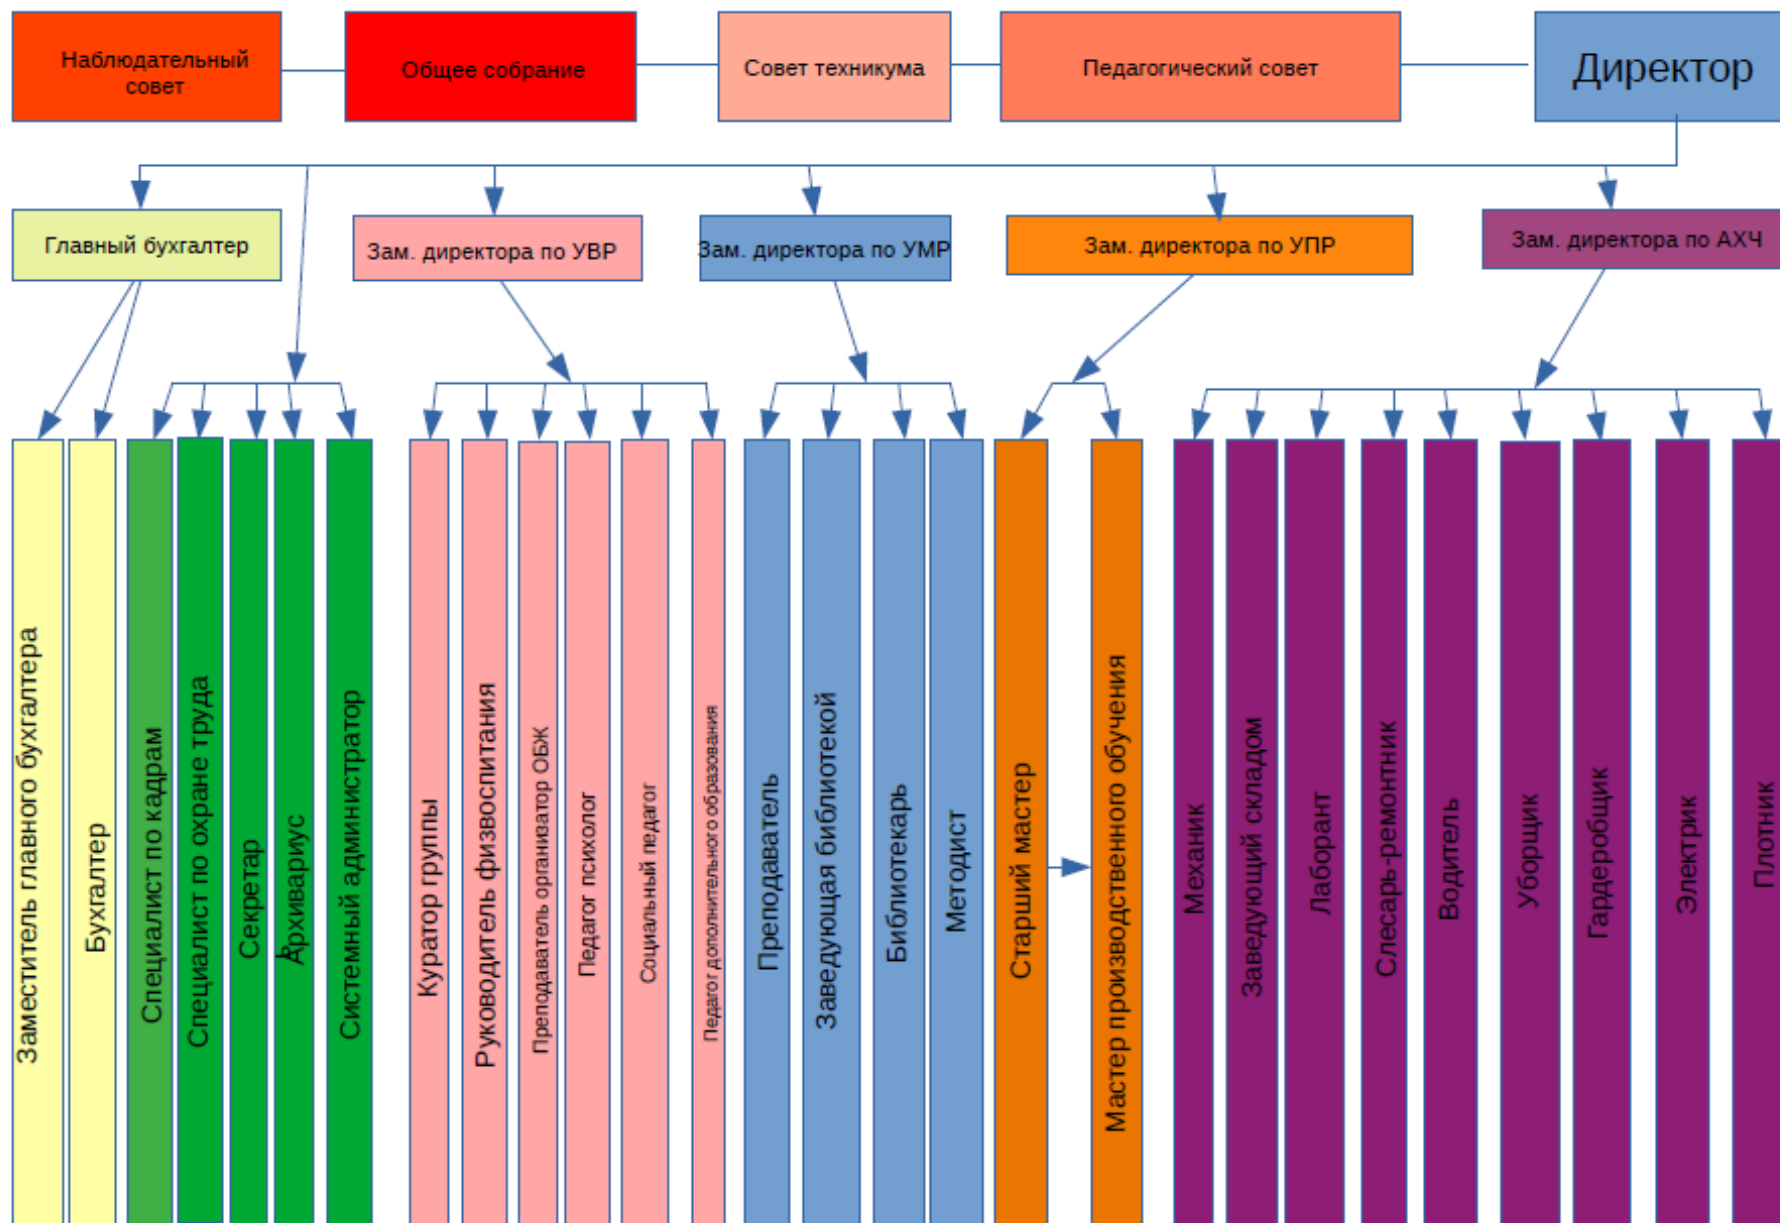 Наблюдательный
совет
Общее собрание
Совет техникума
Педагогический совет
Директор
Главный бухгалтер
Зам. директора по УВР
Зам. директора по УМР
Зам. директора по УПР
Зам. директора по АХЧ
Заместитель главного бухгалтера
Бухгалтер
Специалист по кадрам
Специалист по охране труда
Секретар
ь
Архивариус
Системный администратор
Куратор группы
Руководитель физвоспитания
Преподаватель организатор ОБЖ
Педагог психолог
Социальный педагог
Педагог дополнительного образования
Преподаватель
Заведующая библиотекой
Библиотекарь
Методист
Старший мастер
Мастер производственного обучения
Механик
Заведующий складом
Лаборант
Слесарь-ремонтник
Водитель
Уборщик
Гардеробщик
Электрик
Плотник